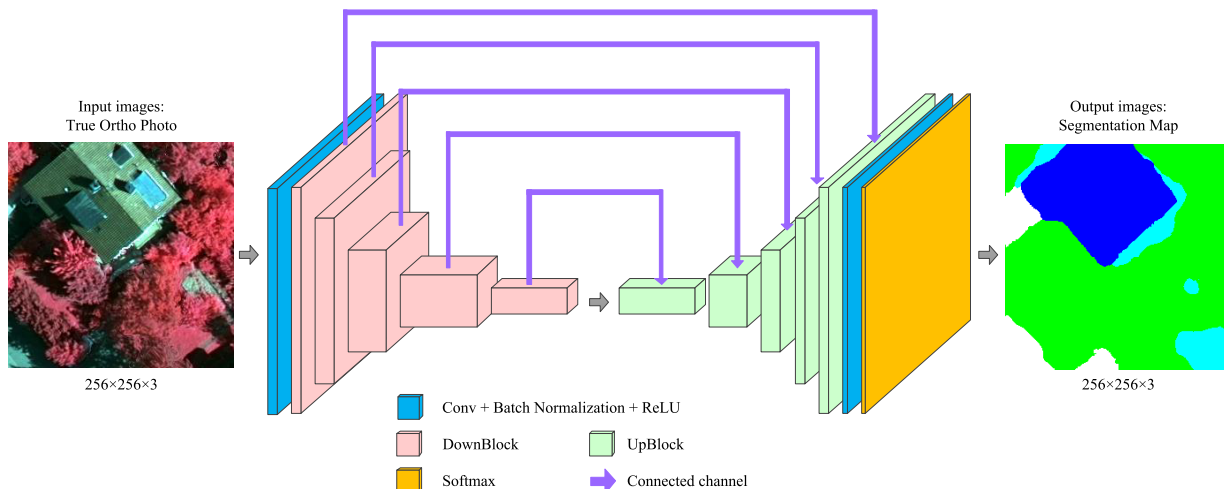 Input images:
True Ortho Photo
256×256×3
Output images:
Segmentation Map
256×256×3
Conv + Batch Normalization + ReLU
DownBlock
UpBlock
Softmax
Connected channel